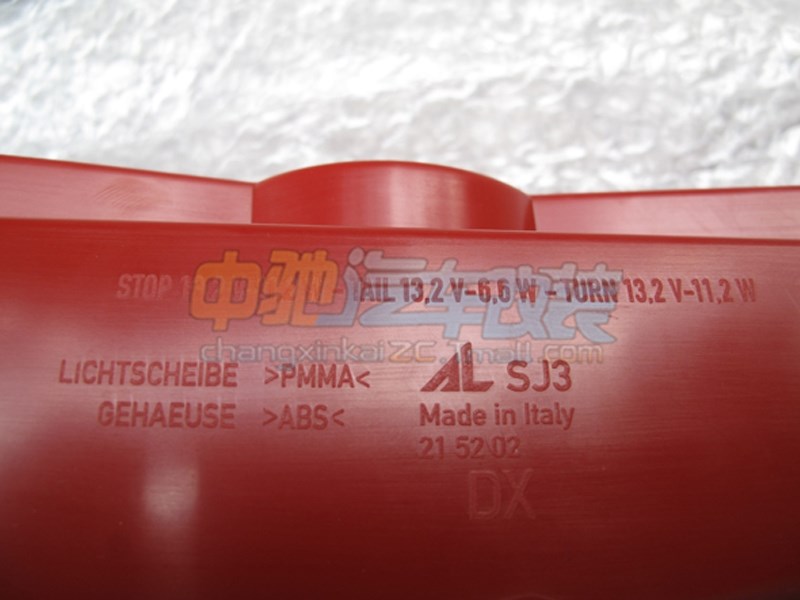 STOP TAIL 13,2 V-6,6 W - TURN 13,2 V-11,2 W
中驰汽车改装
changxinkaiZC.Tmall.com
LICHTSCHEIBE >PMMA< AL SJ3
GEHAEUSE >ABS< Made in Italy
21 52 02
DX